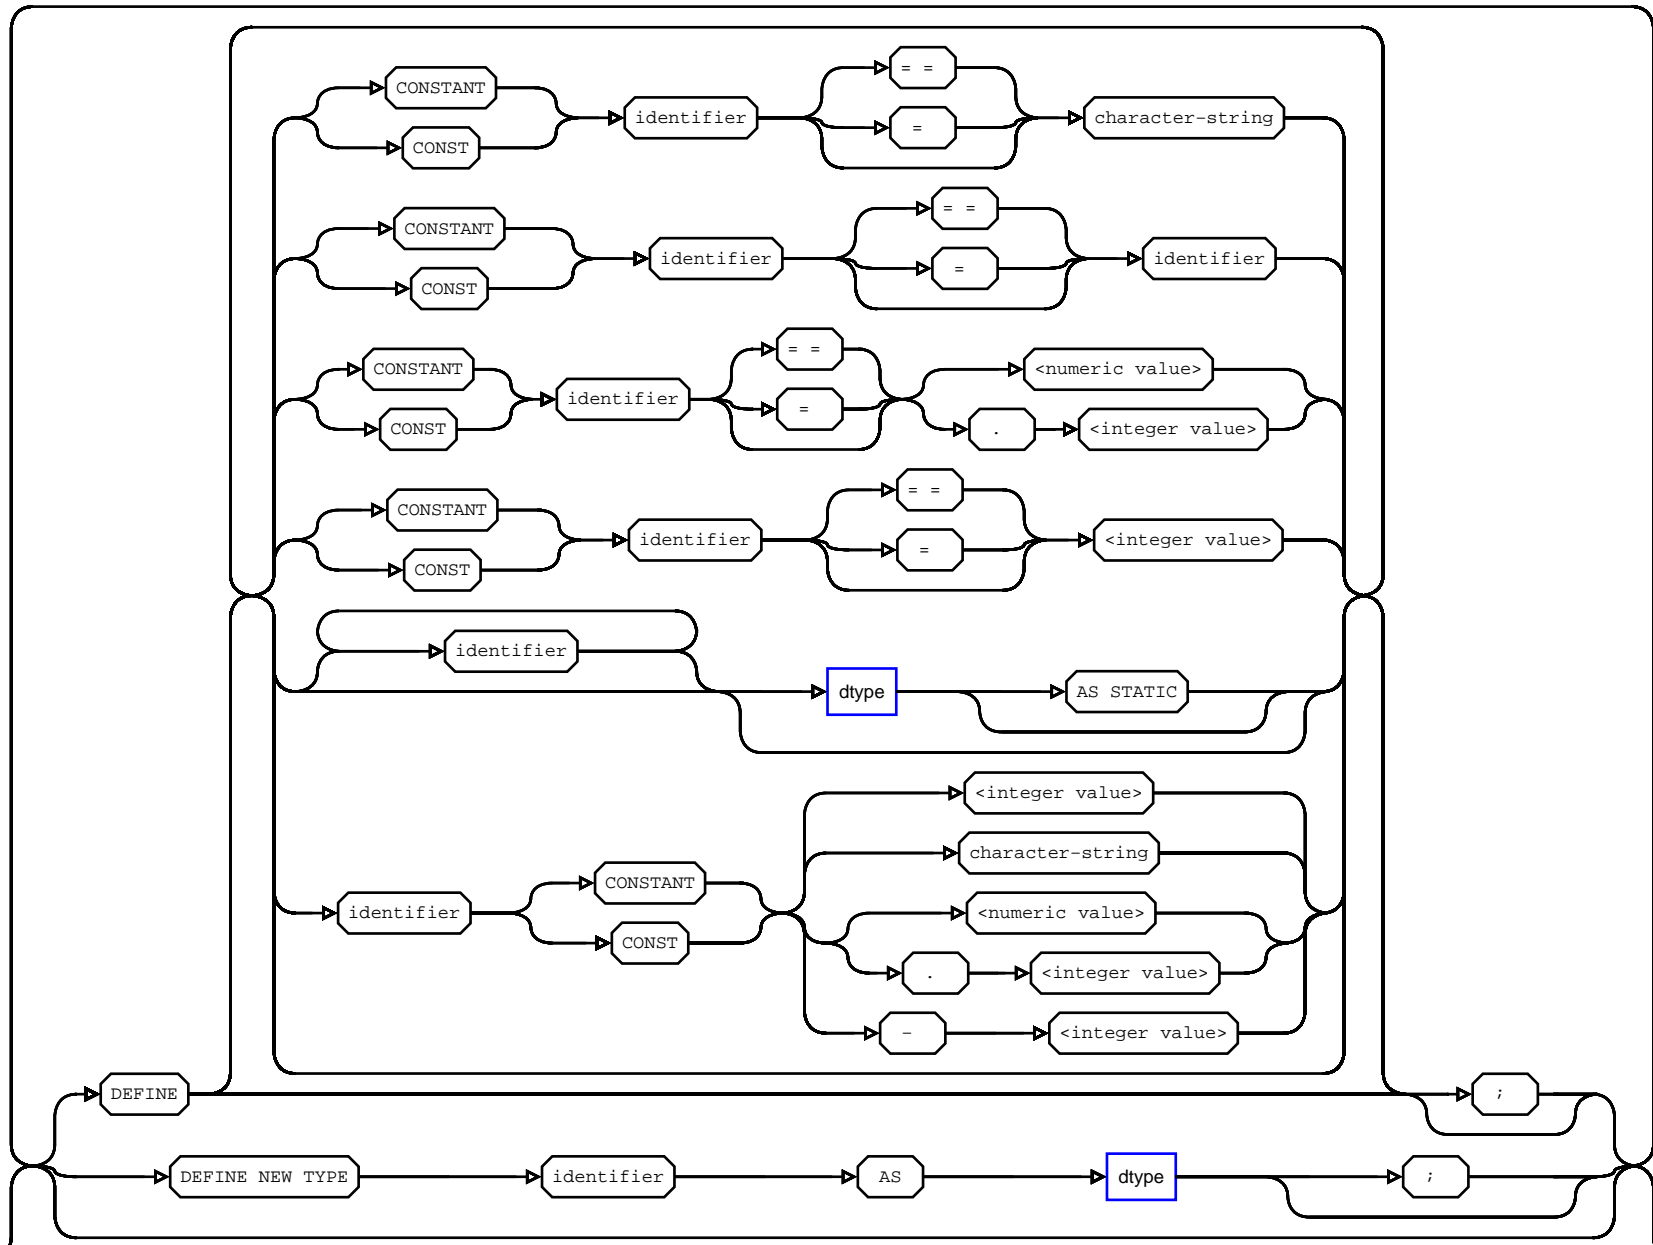 = =
CONSTANT
identifier = character-string
CONST
= =
CONSTANT
identifier = identifier
CONST
= =
CONSTANT <numeric value>
identifier =
CONST . <integer value>
= =
CONSTANT
identifier = <integer value>
CONST
identifier
dtype AS STATIC
<integer value>
character-string
CONSTANT
identifier <numeric value>
CONST
. <integer value>
- <integer value>
DEFINE ;
DEFINE NEW TYPE identifier AS dtype ;